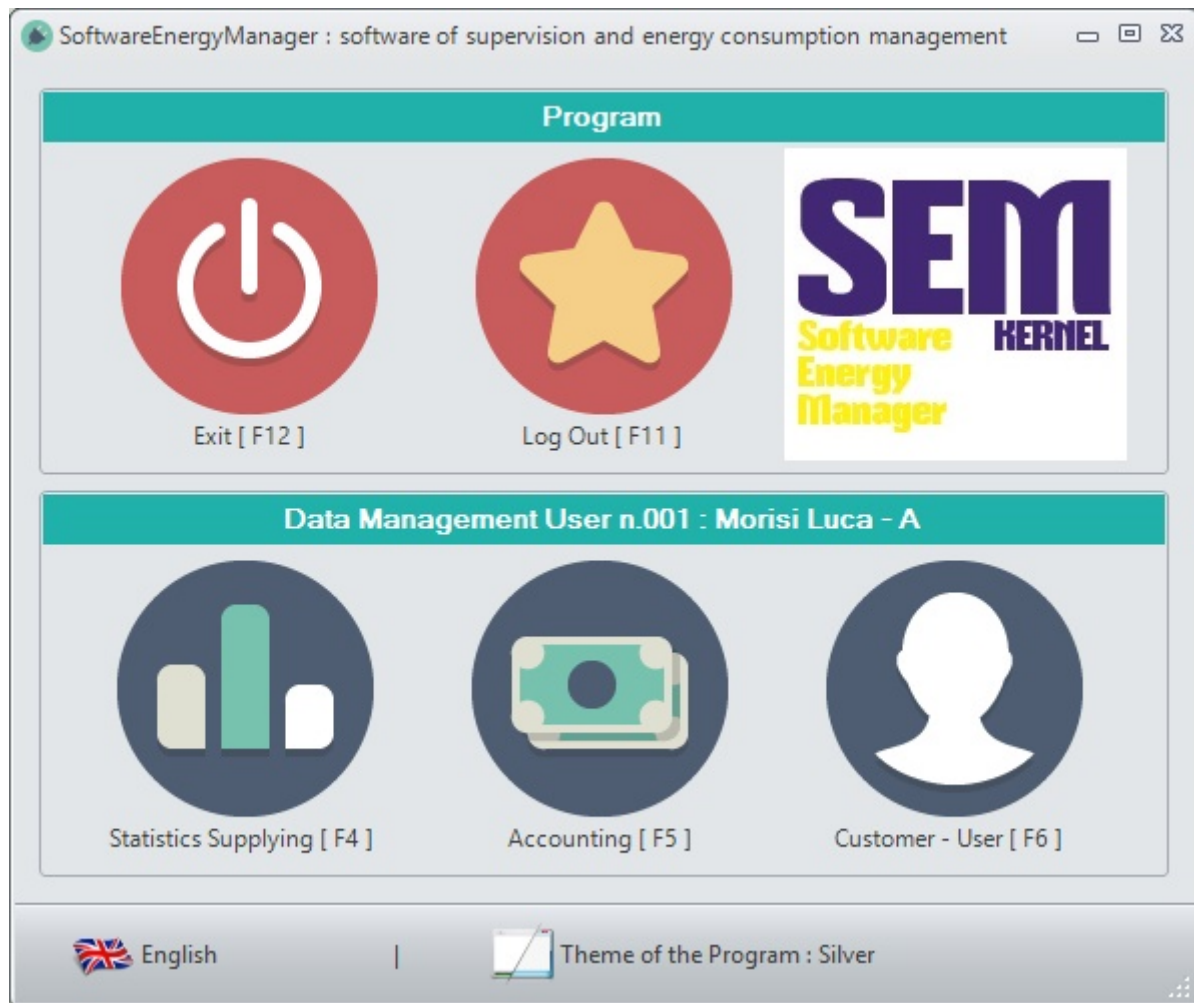 SoftwareEnergyManager : software of supervision and energy consumption management
Program
Exit [ F12 ]
Log Out [ F11 ]
SEM
KERNEL
Software
Energy
Manager
Data Management User n.001 : Morisi Luca - A
Statistics Supplying [ F4 ]
Accounting [ F5 ]
Customer - User [ F6 ]
English
|
Theme of the Program : Silver